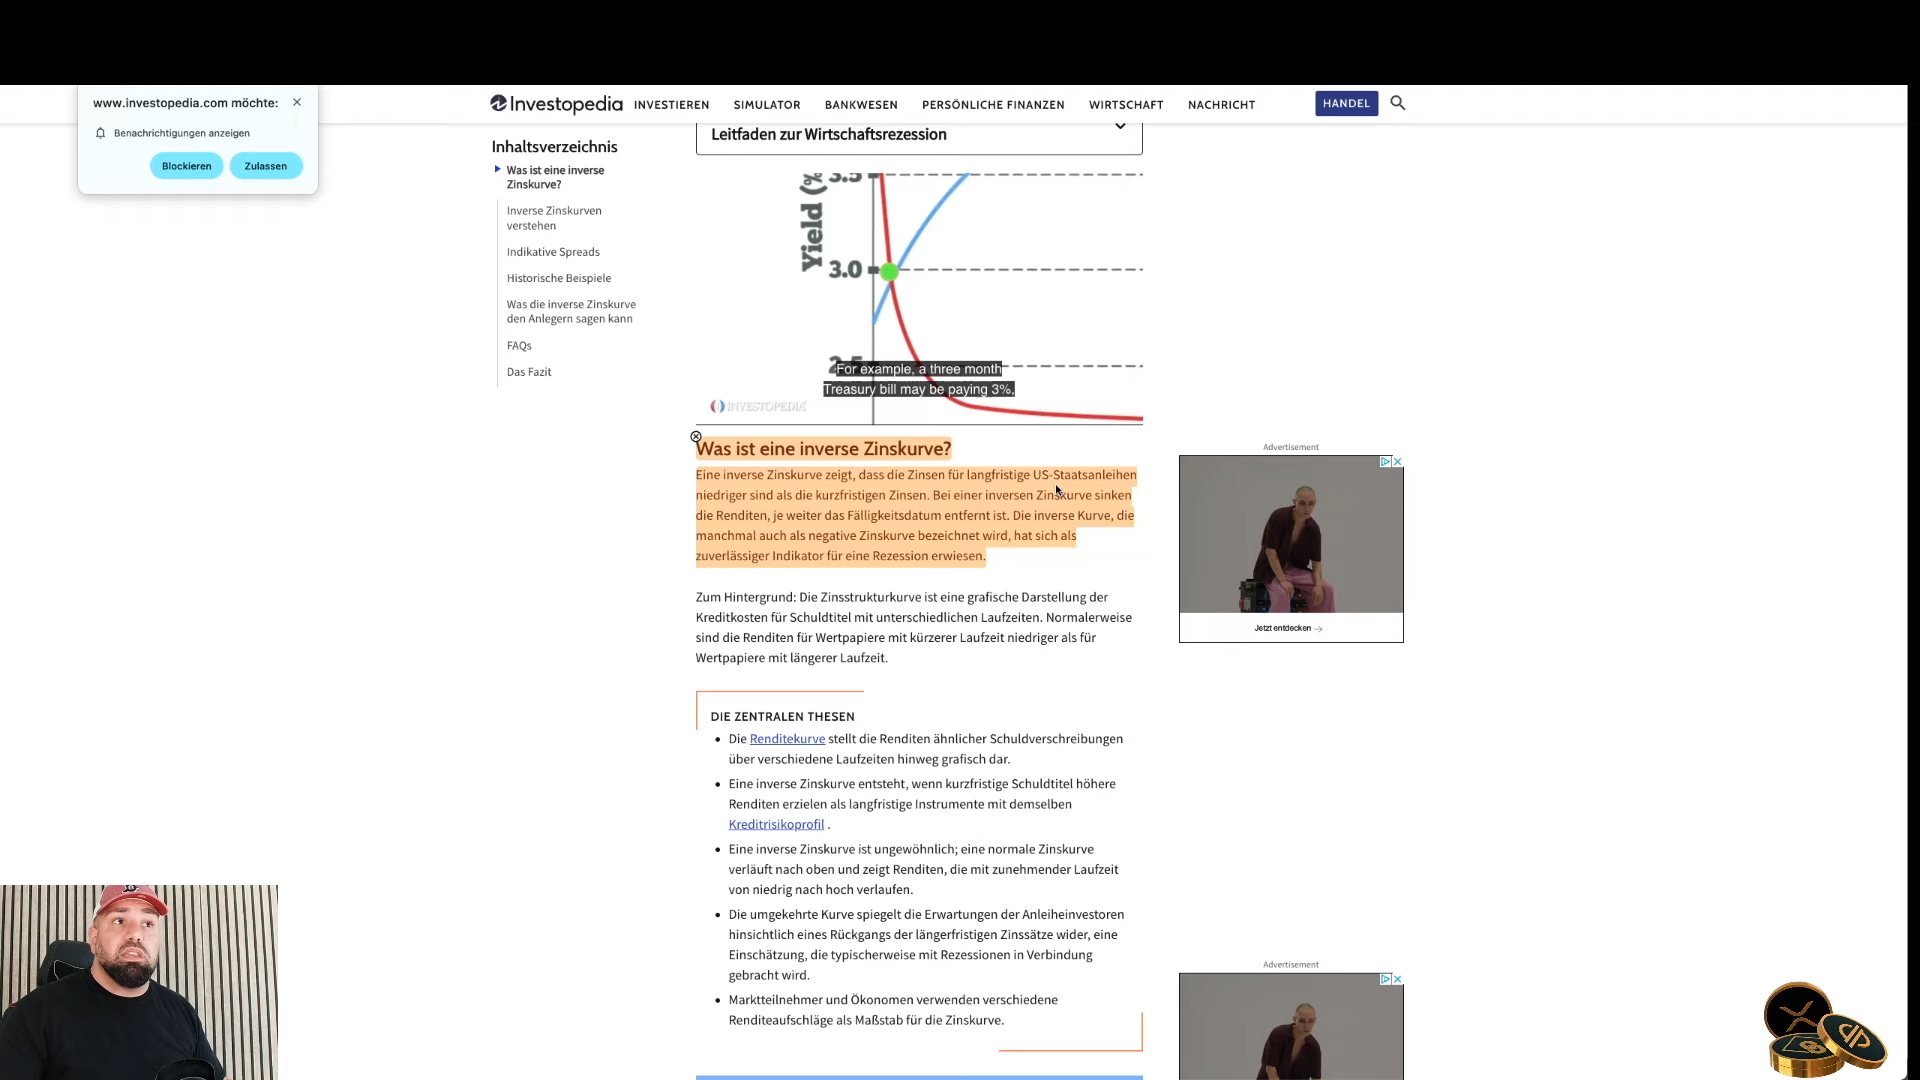 www.investopedia.com möchte:
Benachrichtigungen anzeigen
Blockieren
Zulassen
Investopedia
INVESTIEREN
SIMULATOR
BANKWESEN
PERSÖNLICHE FINANZEN
WIRTSCHAFT
NACHRICHT
HANDEL
Inhaltsverzeichnis
Was ist eine inverse
Zinskurve?
Inverse Zinskurven
verstehen
Indikative Spreads
Historische Beispiele
Was die inverse Zinskurve
den Anlegern sagen kann
FAQs
Das Fazit
Leitfaden zur Wirtschaftsrezession
Yield (%
3.5
3.0
2.5
For example, a three month
Treasury bill may be paying 3%,
INVESTOPEDIA
Was ist eine inverse Zinskurve?
Eine inverse Zinskurve zeigt, dass die Zinsen für langfristige US-Staatsanleihen
niedriger sind als die kurzfristigen Zinsen. Bei einer inversen Zinskurve sinken
die Renditen, je weiter das Fälligkeitsdatum entfernt ist. Die inverse Kurve, die
manchmal auch als negative Zinskurve bezeichnet wird, hat sich als
zuverlässiger Indikator für eine Rezession erwiesen.
Zum Hintergrund: Die Zinsstrukturkurve ist eine grafische Darstellung der
Kreditkosten für Schuldtitel mit unterschiedlichen Laufzeiten. Normalerweise
sind die Renditen für Wertpapiere mit kürzerer Laufzeit niedriger als für
Wertpapiere mit längerer Laufzeit.
DIE ZENTRALEN THESEN
Die Renditekurve stellt die Renditen ähnlicher Schuldverschreibungen
über verschiedene Laufzeiten hinweg grafisch dar.
Eine inverse Zinskurve entsteht, wenn kurzfristige Schuldtitel höhere
Renditen erzielen als langfristige Instrumente mit demselben
Kreditrisikoprofil .
Eine inverse Zinskurve ist ungewöhnlich; eine normale Zinskurve
verläuft nach oben und zeigt Renditen, die mit zunehmender Laufzeit
von niedrig nach hoch verlaufen.
Die umgekehrte Kurve spiegelt die Erwartungen der Anleiheinvestoren
hinsichtlich eines Rückgangs der längerfristigen Zinssätze wider, eine
Einschätzung, die typischerweise mit Rezessionen in Verbindung
gebracht wird.
Marktteilnehmer und Ökonomen verwenden verschiedene
Renditeaufschläge als Maßstab für die Zinskurve.
Advertisement
Jetzt entdecken
Advertisement